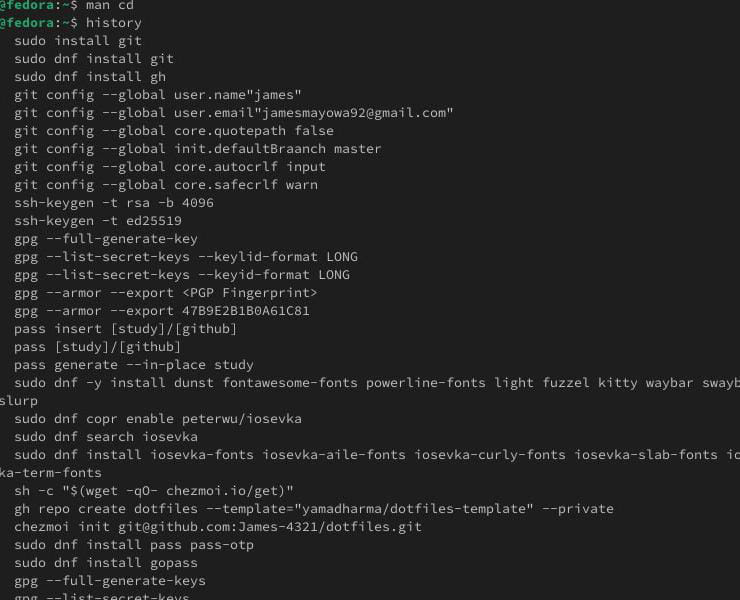 @fedora:~$ man cd
@fedora:~$ history
sudo install git
sudo dnf install git
sudo dnf install gh
git config --global user.name"james"
git config --global user.email"jamesmayowa92@gmail.com"
git config --global core.quotepath false
git config --global init.defaultBraanch master
git config --global core.autocrlf input
git config --global core.safecrlf warn
ssh-keygen -t rsa -b 4096
ssh-keygen -t ed25519
gpg --full-generate-key
gpg --list-secret-keys --keylid-format LONG
gpg --list-secret-keys --keyid-format LONG
gpg --armor --export <PGP Fingerprint>
gpg --armor --export 47B9E2B1B0A61C81
pass insert [study]/[github]
pass [study]/[github]
pass generate --in-place study
sudo dnf -y install dunst fontawesome-fonts powerline-fonts light fuzzel kitty waybar swayb
slurp
sudo dnf copr enable peterwu/iosevka
sudo dnf search iosevka
sudo dnf install iosevka-fonts iosevka-aile-fonts iosevka-curly-fonts iosevka-slab-fonts io
ka-term-fonts
sh -c "$(wget -qO- chezmoi.io/get)"
gh repo create dotfiles --template="yamadharma/dotfiles-template" --private
chezmoi init git@github.com:James-4321/dotfiles.git
sudo dnf install pass pass-otp
sudo dnf install gopass
gpg --full-generate-keys
gpg --list-secret-keys